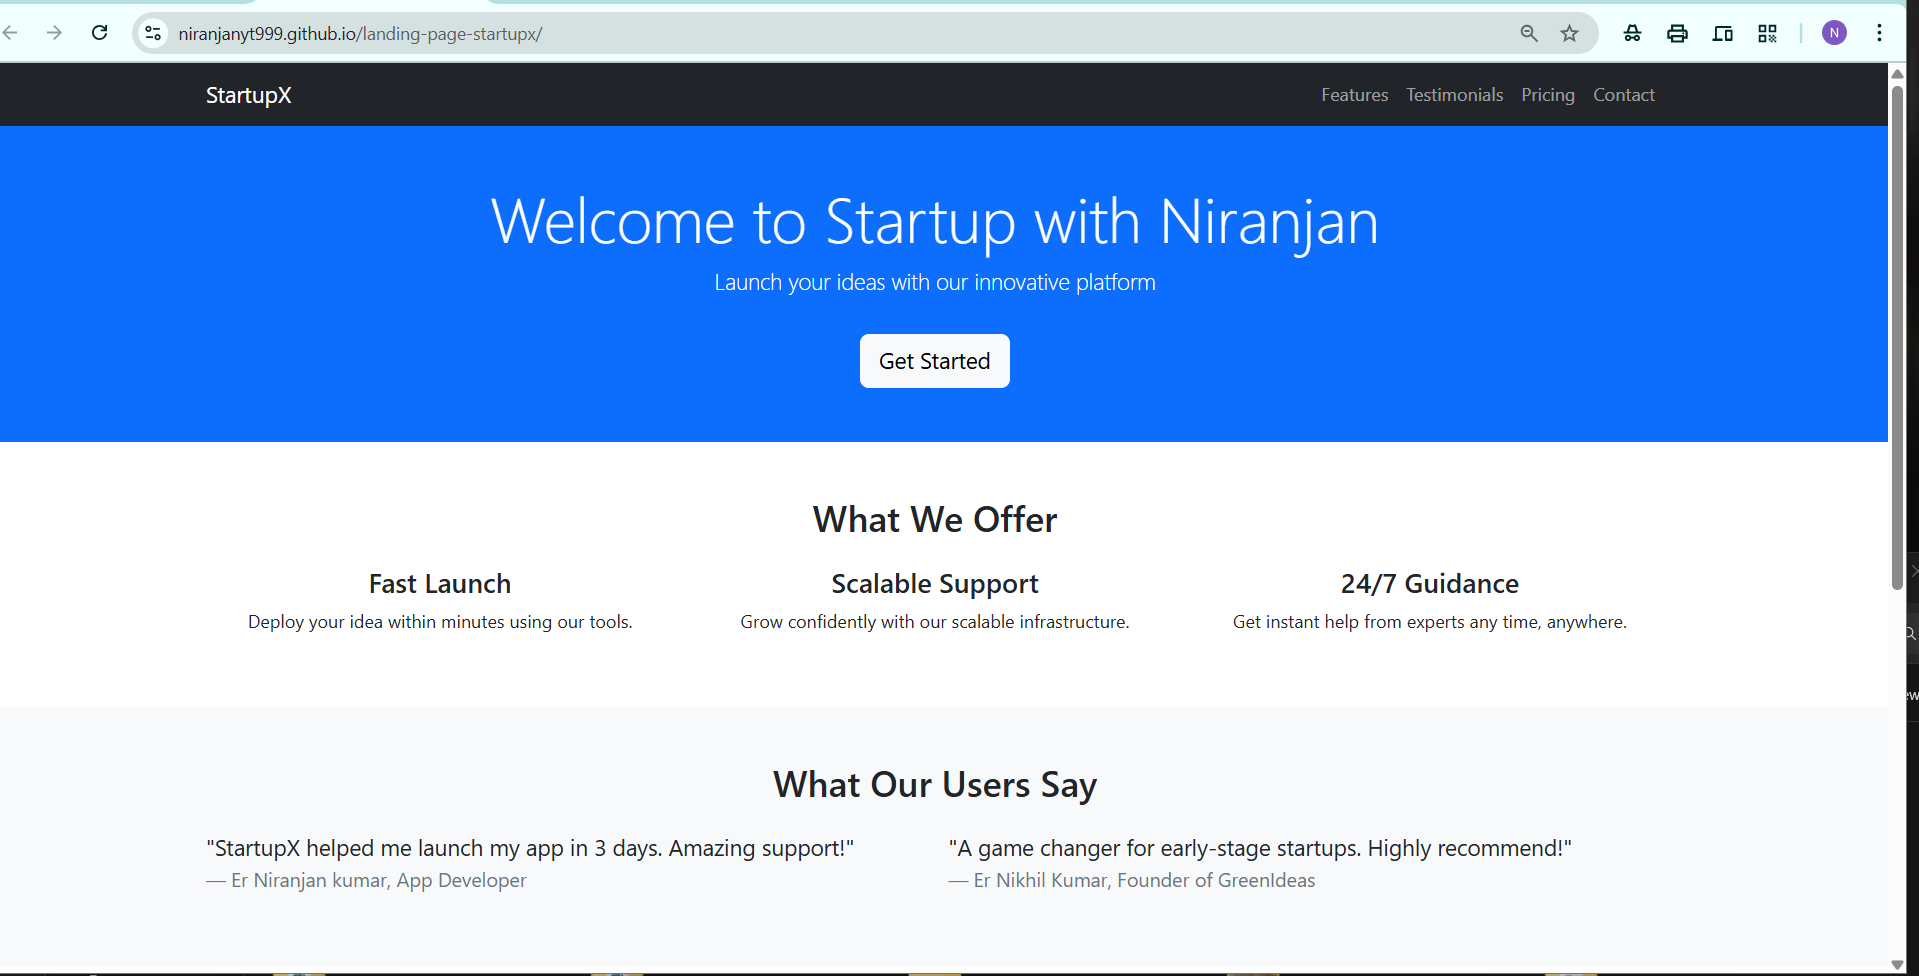 niranjanyt999.github.io/landing-page-startupx/
N
StartupX
Features Testimonials Pricing Contact
Welcome to Startup with Niranjan
Launch your ideas with our innovative platform
Get Started
What We Offer
Fast Launch
Deploy your idea within minutes using our tools.
Scalable Support
Grow confidently with our scalable infrastructure.
24/7 Guidance
Get instant help from experts any time, anywhere.
What Our Users Say
"StartupX helped me launch my app in 3 days. Amazing support!"
— Er Niranjan kumar, App Developer
"A game changer for early-stage startups. Highly recommend!"
— Er Nikhil Kumar, Founder of GreenIdeas